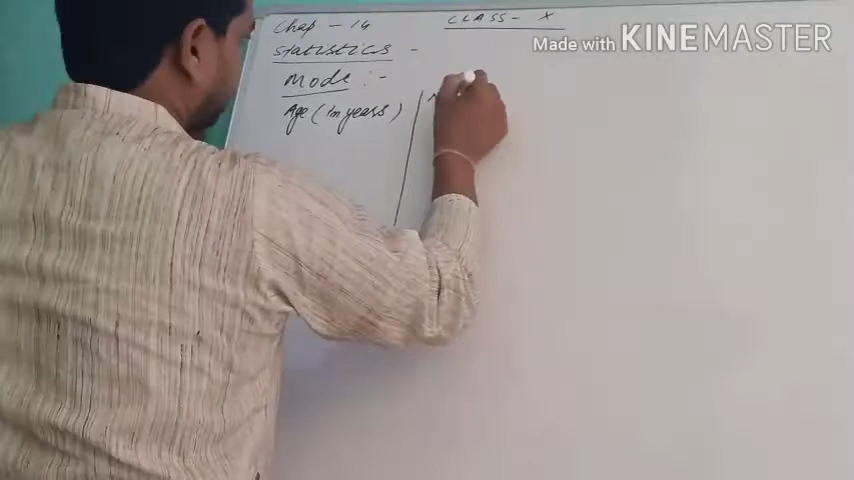 Chap - 14
CLASS - X
Made with KINEMASTER
STATISTICS -
Mode :-
Age (in years)